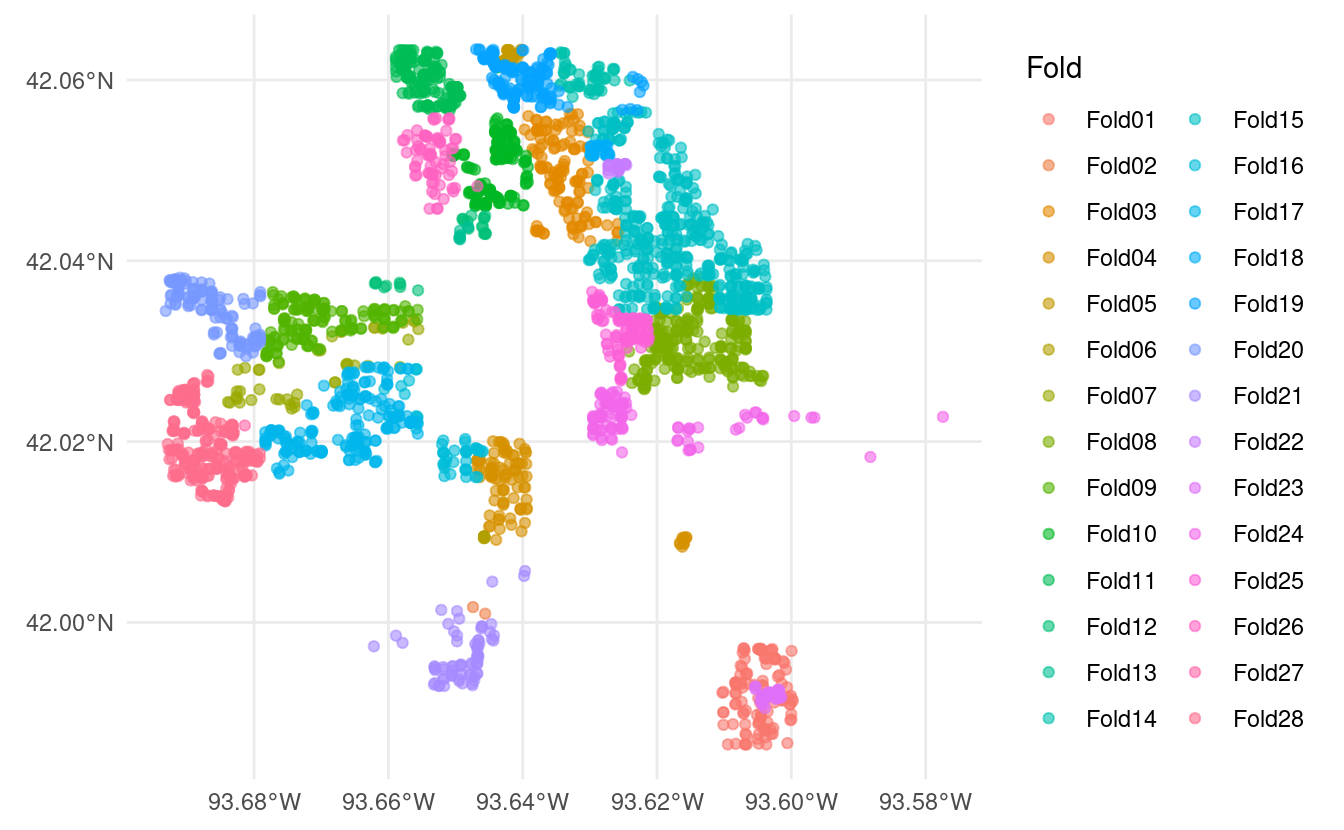 42.06°N
42.04°N
42.02°N
42.00°N
93.68°W 93.66°W 93.64°W 93.62°W 93.60°W 93.58°W
Fold
Fold01 Fold15
Fold02 Fold16
Fold03 Fold17
Fold04 Fold18
Fold05 Fold19
Fold06 Fold20
Fold07 Fold21
Fold08 Fold22
Fold09 Fold23
Fold10 Fold24
Fold11 Fold25
Fold12 Fold26
Fold13 Fold27
Fold14 Fold28